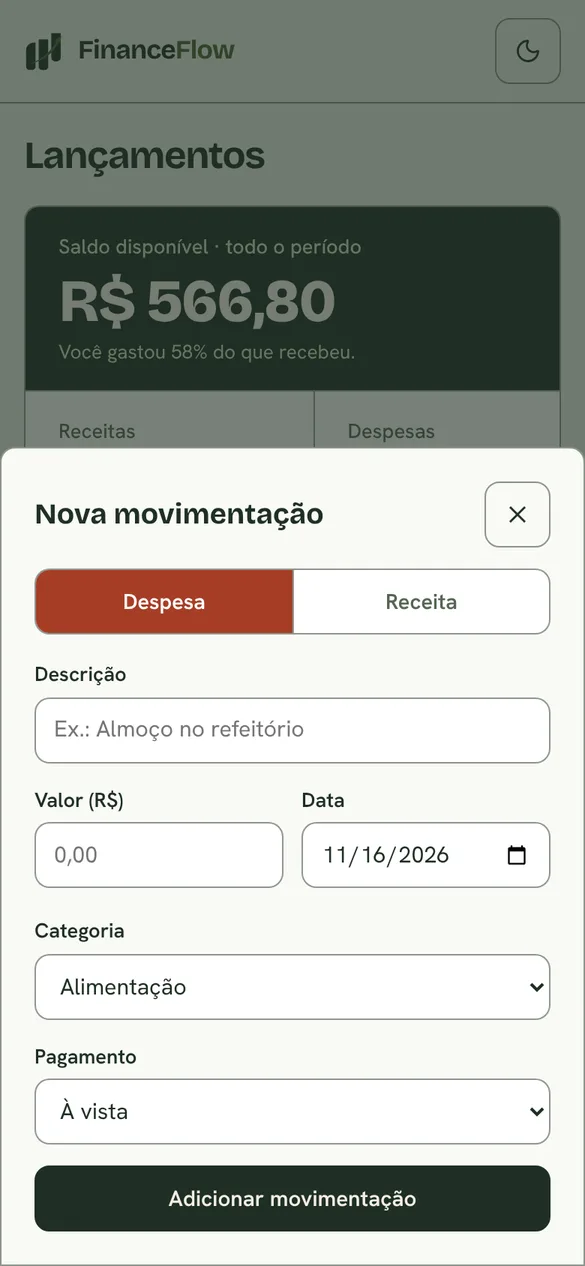 FinanceFlow
Lançamentos
Saldo disponível · todo o período
R$ 566,80
Você gastou 58% do que recebeu.
Receitas Despesas
Nova movimentação
Despesa Receita
Descrição
Ex.: Almoço no refeitório
Valor (R$) Data
0,00 11/16/2026
Categoria
Alimentação
Pagamento
À vista
Adicionar movimentação